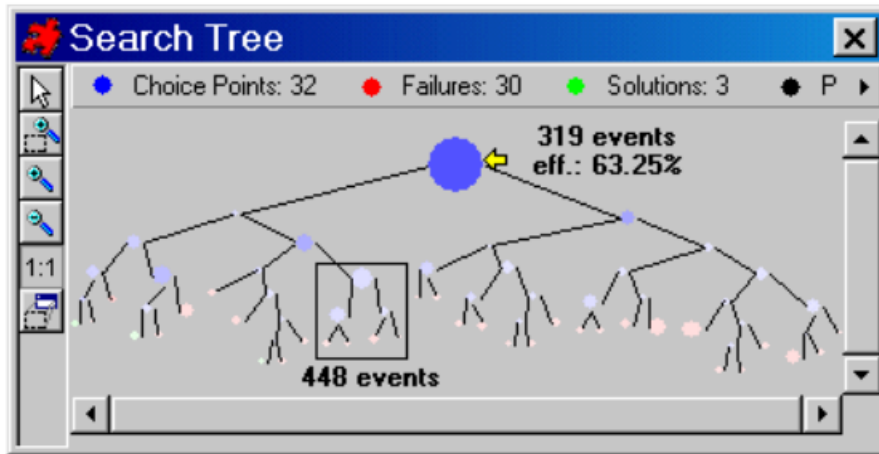 Search Tree
Choice Points: 32 Failures: 30 Solutions: 3 P
319 events
eff.: 63.25%
1:1
448 events